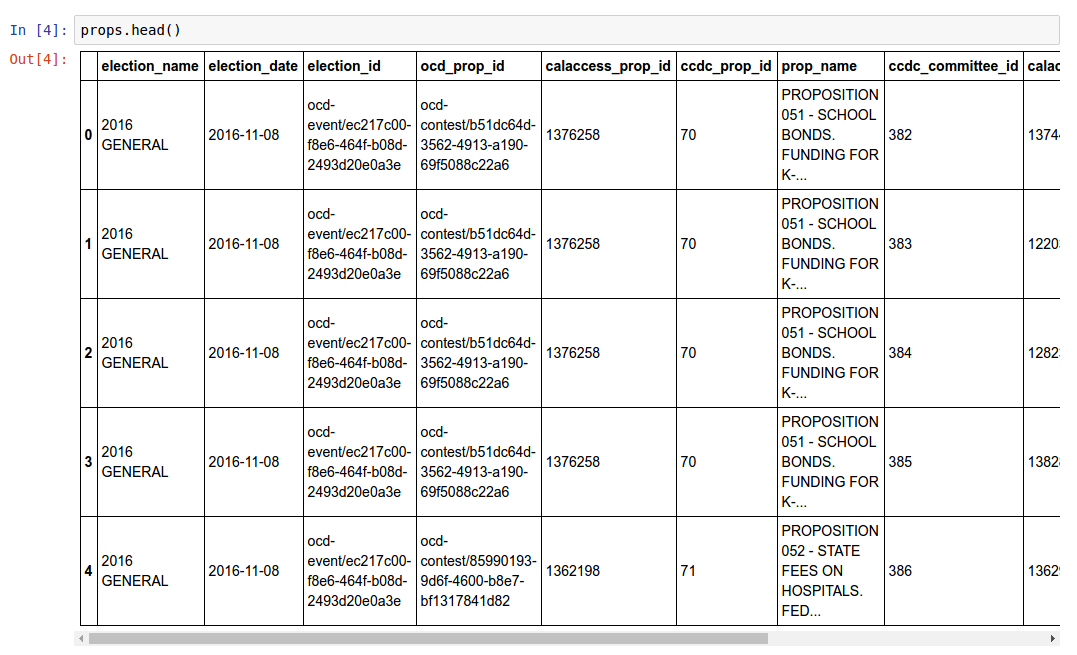 In [4]: props.head()
Out[4]:
election_name election_date election_id ocd_prop_id calaccess_prop_id ccdc_prop_id prop_name ccdc_committee_id calac
0 2016 GENERAL 2016-11-08 ocd-event/ec217c00-f8e6-464f-b08d-2493d20e0a3e ocd-contest/b51dc64d-3562-4913-a190-69f5088c22a6 1376258 70 PROPOSITION 051 - SCHOOL BONDS. FUNDING FOR K-... 382 1374
1 2016 GENERAL 2016-11-08 ocd-event/ec217c00-f8e6-464f-b08d-2493d20e0a3e ocd-contest/b51dc64d-3562-4913-a190-69f5088c22a6 1376258 70 PROPOSITION 051 - SCHOOL BONDS. FUNDING FOR K-... 383 1220
2 2016 GENERAL 2016-11-08 ocd-event/ec217c00-f8e6-464f-b08d-2493d20e0a3e ocd-contest/b51dc64d-3562-4913-a190-69f5088c22a6 1376258 70 PROPOSITION 051 - SCHOOL BONDS. FUNDING FOR K-... 384 1282
3 2016 GENERAL 2016-11-08 ocd-event/ec217c00-f8e6-464f-b08d-2493d20e0a3e ocd-contest/b51dc64d-3562-4913-a190-69f5088c22a6 1376258 70 PROPOSITION 051 - SCHOOL BONDS. FUNDING FOR K-... 385 1382
4 2016 GENERAL 2016-11-08 ocd-event/ec217c00-f8e6-464f-b08d-2493d20e0a3e ocd-contest/85990193-9d6f-4600-b8e7-bf1317841d82 1362198 71 PROPOSITION 052 - STATE FEES ON HOSPITALS. FED... 386 1362